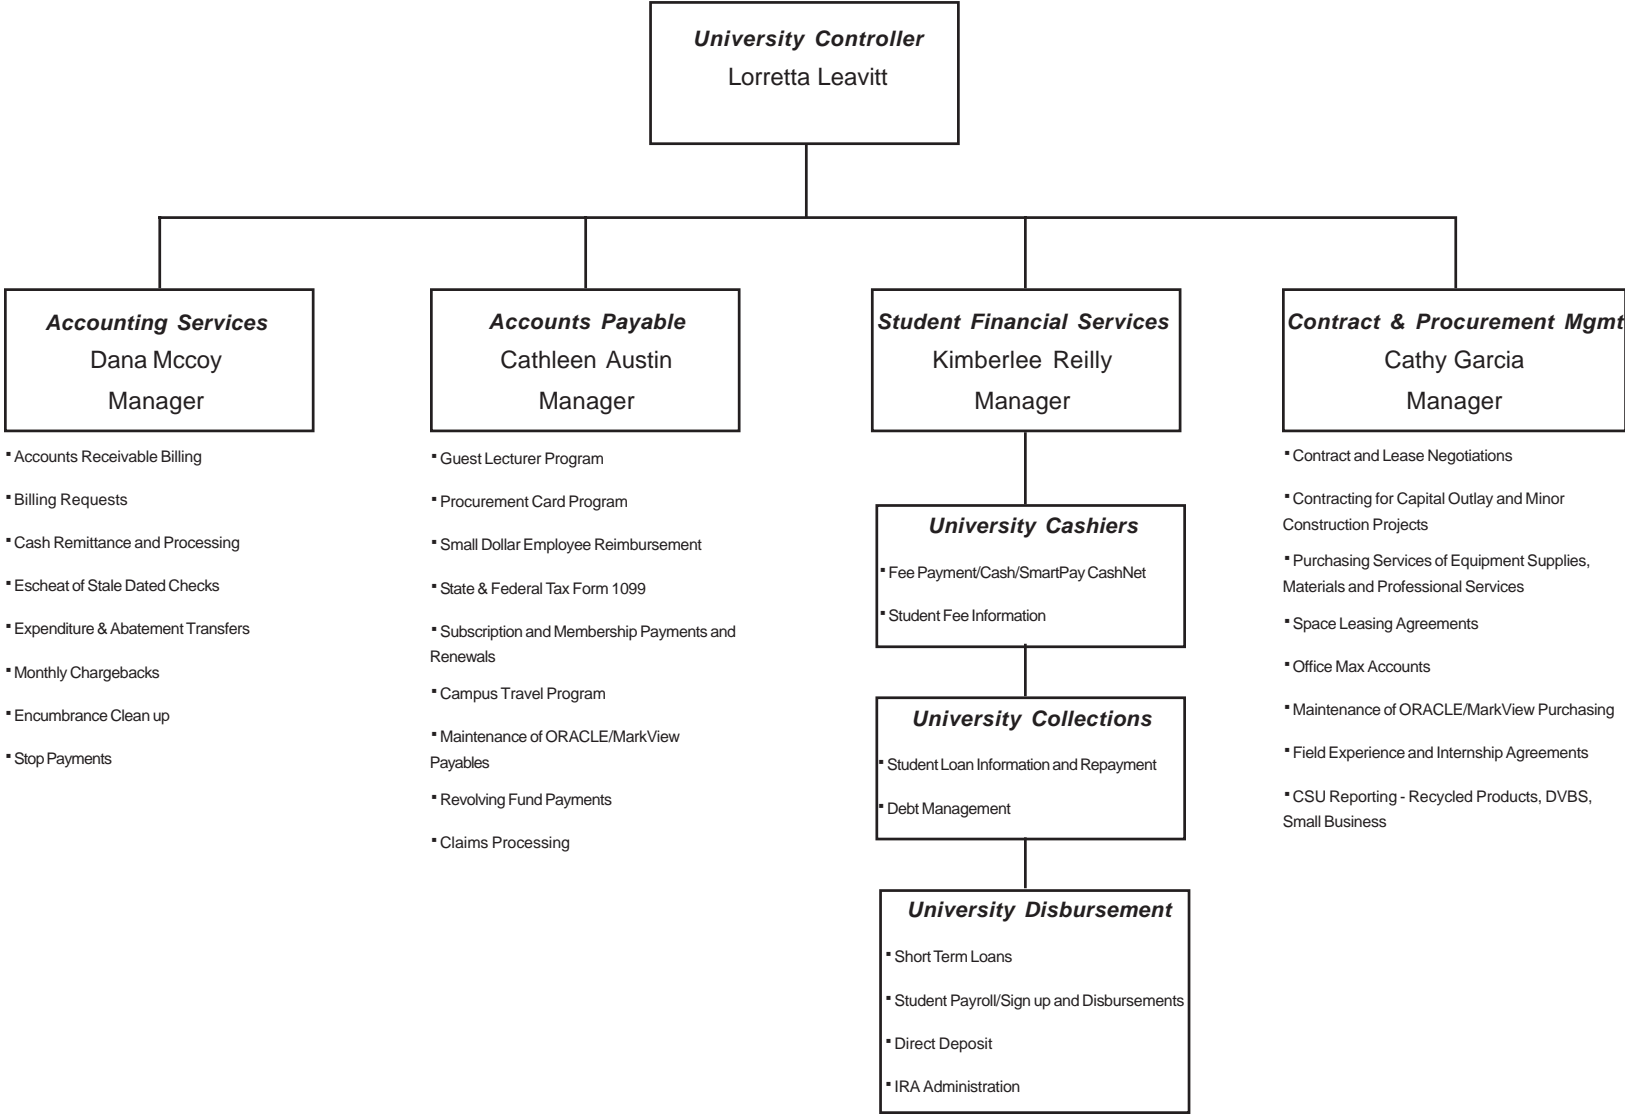 University Controller
Lorretta Leavitt
Accounting Services
Dana Mccoy
Manager
▪ Accounts Receivable Billing
▪ Billing Requests
▪ Cash Remittance and Processing
▪ Escheat of Stale Dated Checks
▪ Expenditure & Abatement Transfers
▪ Monthly Chargebacks
▪ Encumbrance Clean up
▪ Stop Payments
Accounts Payable
Cathleen Austin
Manager
▪ Guest Lecturer Program
▪ Procurement Card Program
▪ Small Dollar Employee Reimbursement
▪ State & Federal Tax Form 1099
▪ Subscription and Membership Payments and
Renewals
▪ Campus Travel Program
▪ Maintenance of ORACLE/MarkView
Payables
▪ Revolving Fund Payments
▪ Claims Processing
Student Financial Services
Kimberlee Reilly
Manager
University Cashiers
▪ Fee Payment/Cash/SmartPay CashNet
▪ Student Fee Information
University Collections
▪ Student Loan Information and Repayment
▪ Debt Management
University Disbursement
▪ Short Term Loans
▪ Student Payroll/Sign up and Disbursements
▪ Direct Deposit
▪ IRA Administration
Contract & Procurement Mgmt
Cathy Garcia
Manager
▪ Contract and Lease Negotiations
▪ Contracting for Capital Outlay and Minor
Construction Projects
▪ Purchasing Services of Equipment Supplies,
Materials and Professional Services
▪ Space Leasing Agreements
▪ Office Max Accounts
▪ Maintenance of ORACLE/MarkView Purchasing
▪ Field Experience and Internship Agreements
▪ CSU Reporting - Recycled Products, DVBS,
Small Business